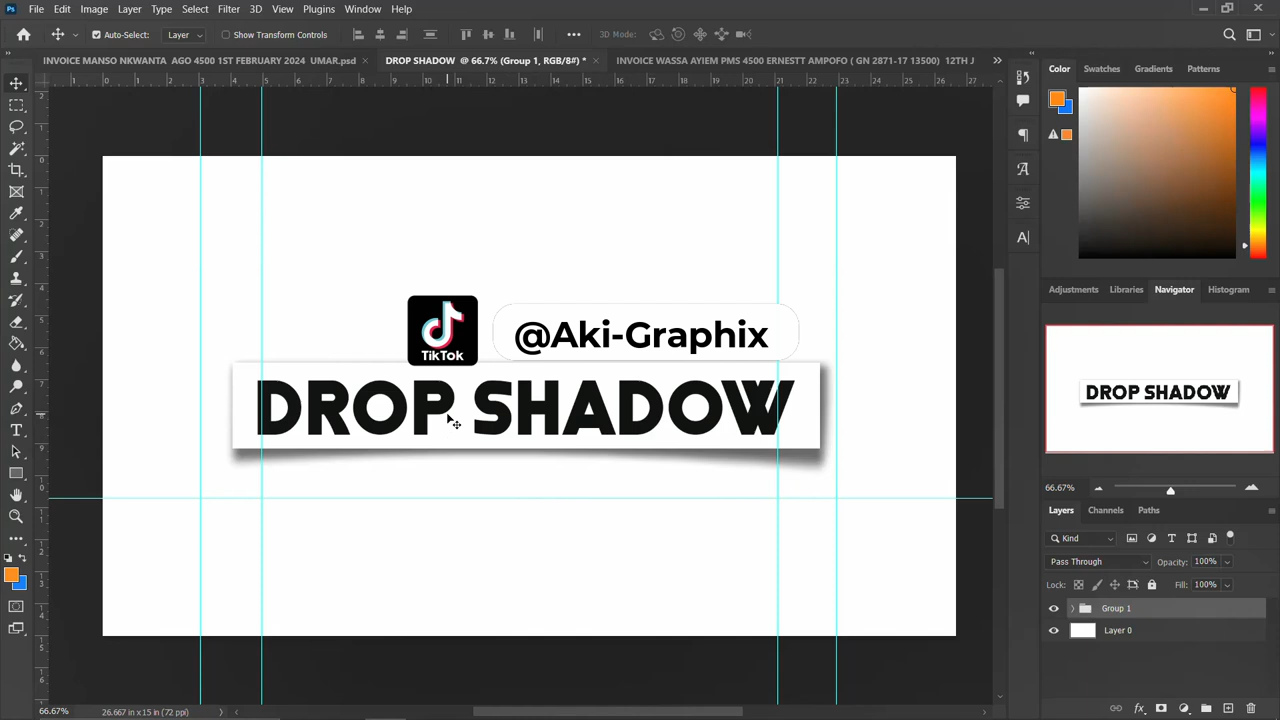 Ps File Edit Image Layer Type Select Filter 3D View Plugins Window Help
Auto-Select: Layer Show Transform Controls 3D Mode:
INVOICE MANSO NKWANTA AGO 4500 1ST FEBRUARY 2024 UMAR.psd
DROP SHADOW @ 66.7% (Group 1, RGB/8#) *
INVOICE WASSA AYIEM PMS 4500 ERNESTT AMPOFO ( GN 2871-17 13500) 12TH J
Color Swatches Gradients Patterns
TikTok
@Aki-Graphix
DROP SHADOW
Adjustments Libraries Navigator Histogram
DROP SHADOW
66.67%
Layers Channels Paths
Kind
Pass Through Opacity: 100%
Lock: Fill: 100%
Group 1
Layer 0
66.67% 26.667 in x 15 in (72 ppi)